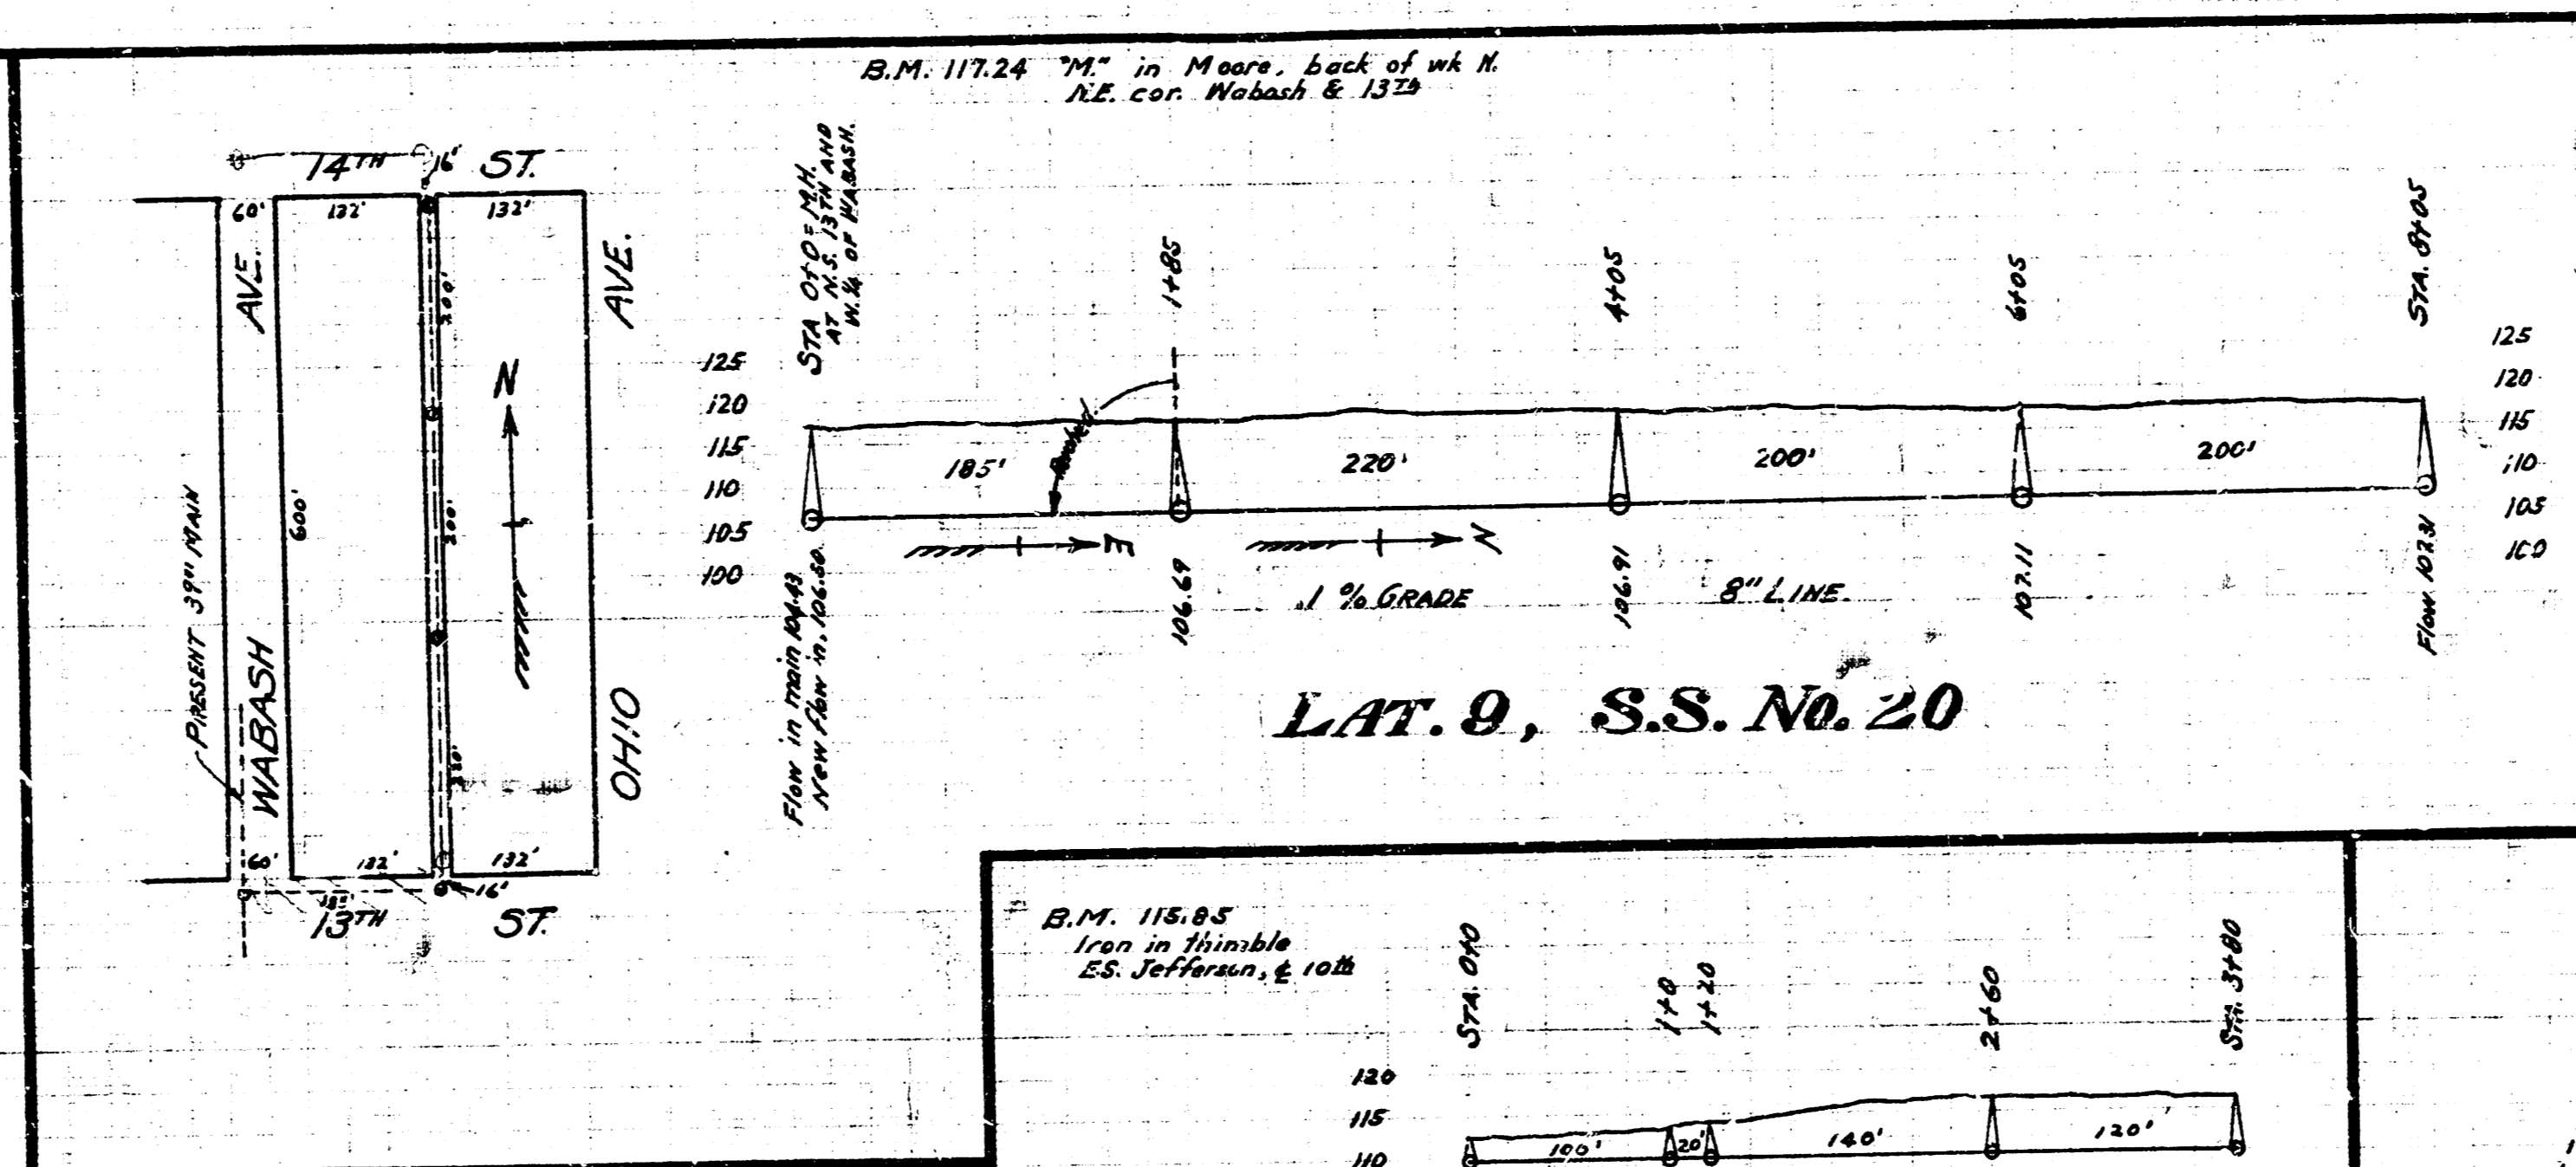 B.M. 117.24 "M." in Moore, back of wk N.
N.E. cor. Wabash & 13TH
14TH ST.
16'
60'
132'
132'
AVE.
AVE.
200'
N
600'
200'
PRESENT 39" MAIN
WABASH
OHIO
220'
60'
132'
132'
16'
185'
13TH ST.
STA 0+0 = M.H.
AT N.S. 13TH AND
W. 1/4 OF WABASH.
1+85
4+05
6+05
STA. 8+05
125
120
115
110
105
100
125
120
115
110
105
100
185'
220'
200'
200'
E
N
Flow in main 104.43
New flow in. 106.50
106.69
106.91
107.11
Flow 107.31
.1 % GRADE
8" LINE.
LAT. 9, S.S. No. 20
B.M. 115.85
Iron in thimble
E.S. Jefferson, ℄ 10th
STA. 0+0
1+0
1+20
2+60
STA. 3+80
120
115
110
100'
20'
140'
120'